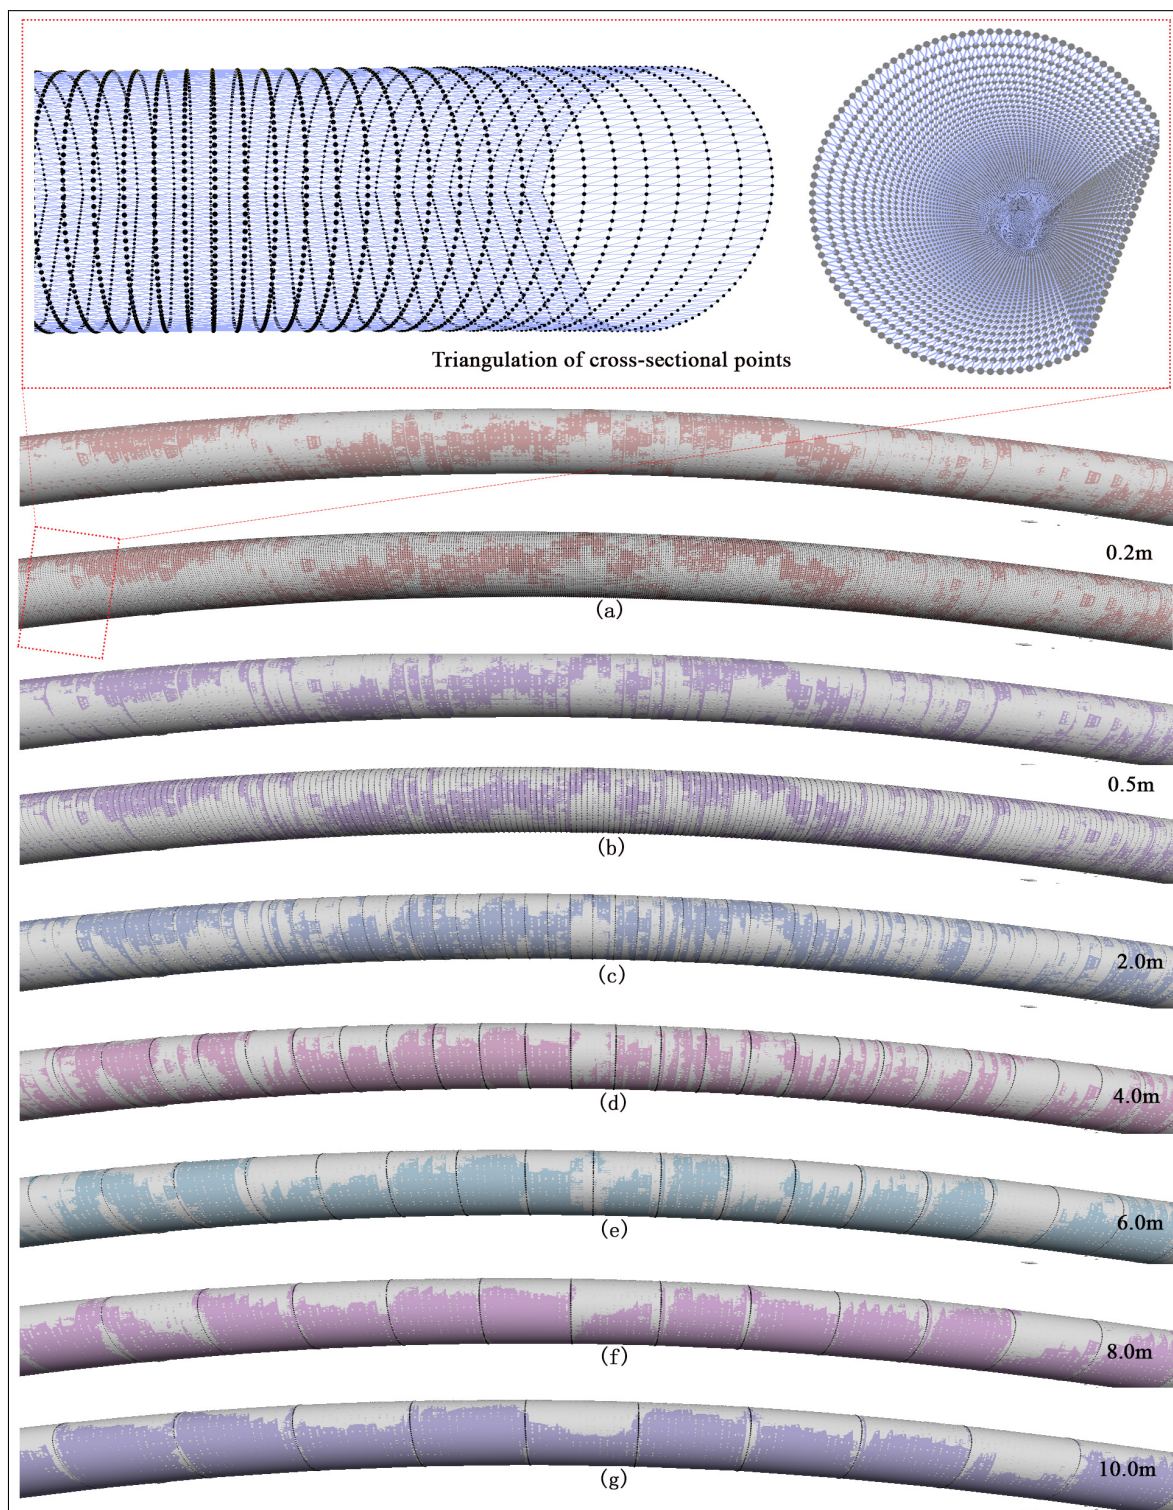 Triangulation of cross-sectional points
0.2m
(a)
0.5m
(b)
2.0m
(c)
4.0m
(d)
6.0m
(e)
8.0m
(f)
10.0m
(g)